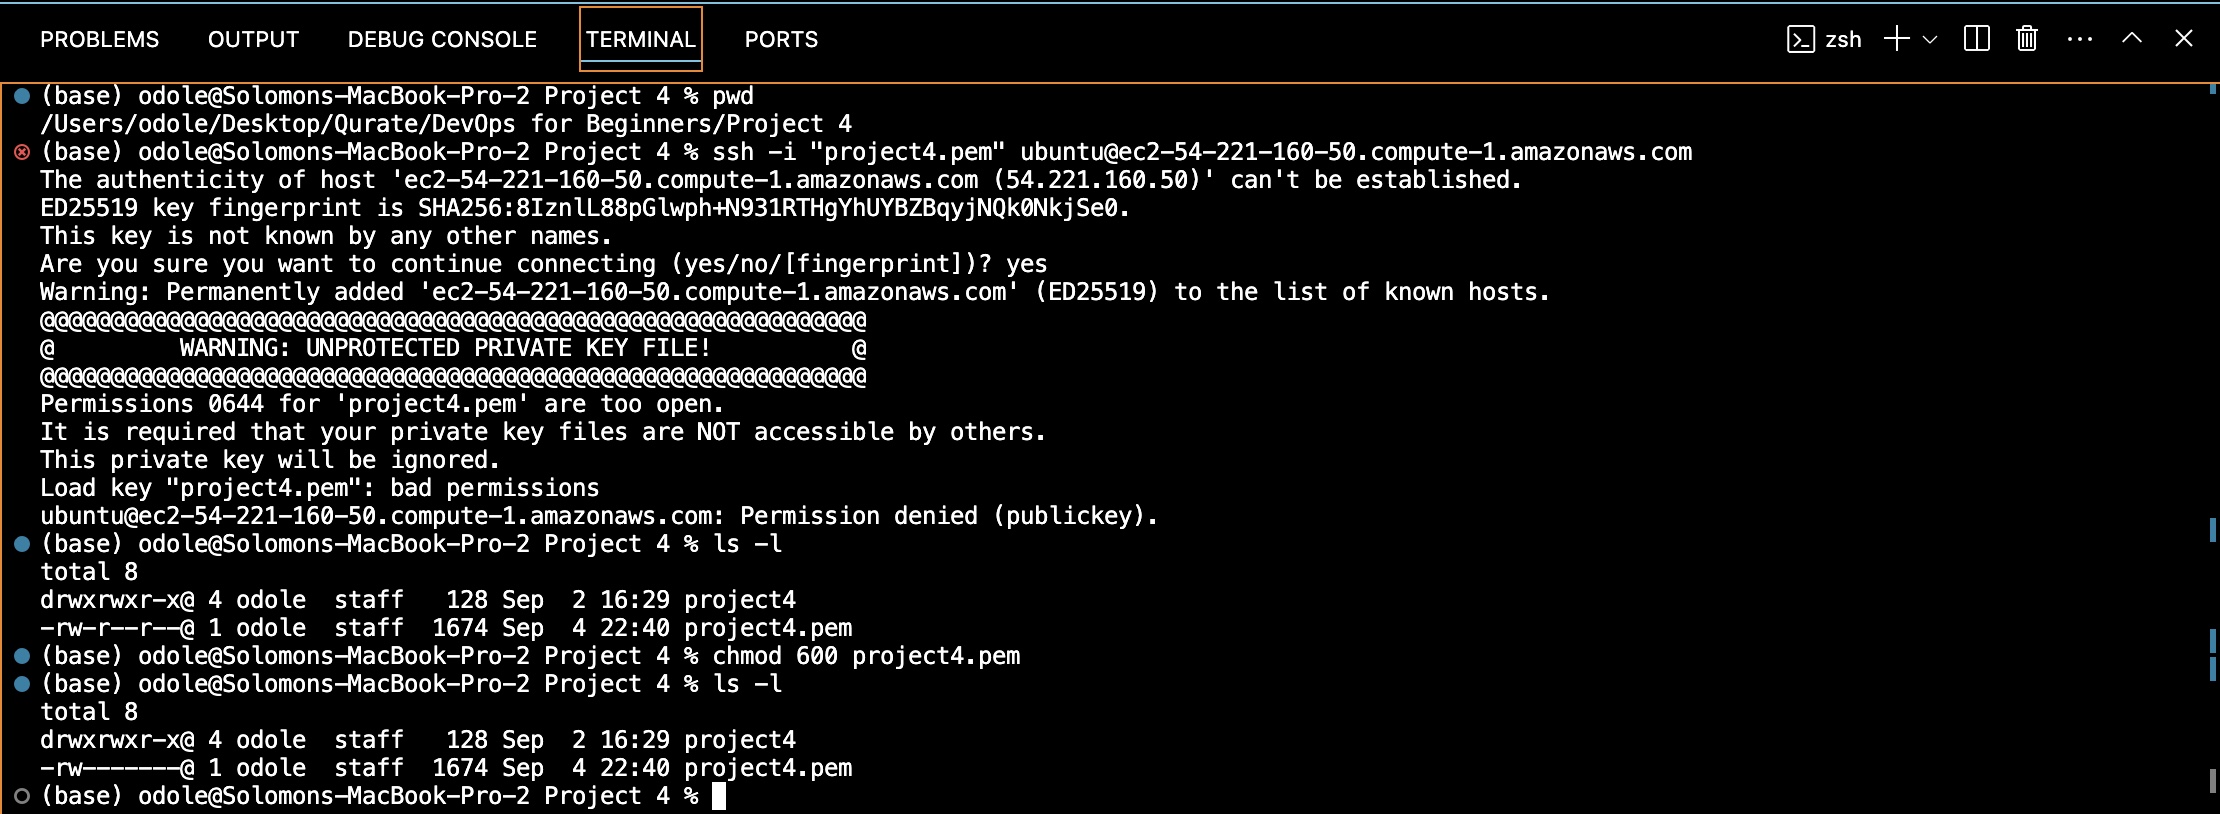 PROBLEMS OUTPUT DEBUG CONSOLE TERMINAL PORTS zsh
(base) odole@Solomons-MacBook-Pro-2 Project 4 % pwd
/Users/odole/Desktop/Qurate/DevOps for Beginners/Project 4
(base) odole@Solomons-MacBook-Pro-2 Project 4 % ssh -i "project4.pem" ubuntu@ec2-54-221-160-50.compute-1.amazonaws.com
The authenticity of host 'ec2-54-221-160-50.compute-1.amazonaws.com (54.221.160.50)' can't be established.
ED25519 key fingerprint is SHA256:8IznlL88pGlwph+N931RTHgYhUYBZBqyjNQk0NkjSe0.
This key is not known by any other names.
Are you sure you want to continue connecting (yes/no/[fingerprint])? yes
Warning: Permanently added 'ec2-54-221-160-50.compute-1.amazonaws.com' (ED25519) to the list of known hosts.
@@@@@@@@@@@@@@@@@@@@@@@@@@@@@@@@@@@@@@@@@@@@@@@@@@@@@@@@@@@
@         WARNING: UNPROTECTED PRIVATE KEY FILE!          @
@@@@@@@@@@@@@@@@@@@@@@@@@@@@@@@@@@@@@@@@@@@@@@@@@@@@@@@@@@@
Permissions 0644 for 'project4.pem' are too open.
It is required that your private key files are NOT accessible by others.
This private key will be ignored.
Load key "project4.pem": bad permissions
ubuntu@ec2-54-221-160-50.compute-1.amazonaws.com: Permission denied (publickey).
(base) odole@Solomons-MacBook-Pro-2 Project 4 % ls -l
total 8
drwxrwxr-x@ 4 odole  staff   128 Sep  2 16:29 project4
-rw-r--r--@ 1 odole  staff  1674 Sep  4 22:40 project4.pem
(base) odole@Solomons-MacBook-Pro-2 Project 4 % chmod 600 project4.pem
(base) odole@Solomons-MacBook-Pro-2 Project 4 % ls -l
total 8
drwxrwxr-x@ 4 odole  staff   128 Sep  2 16:29 project4
-rw-------@ 1 odole  staff  1674 Sep  4 22:40 project4.pem
(base) odole@Solomons-MacBook-Pro-2 Project 4 %